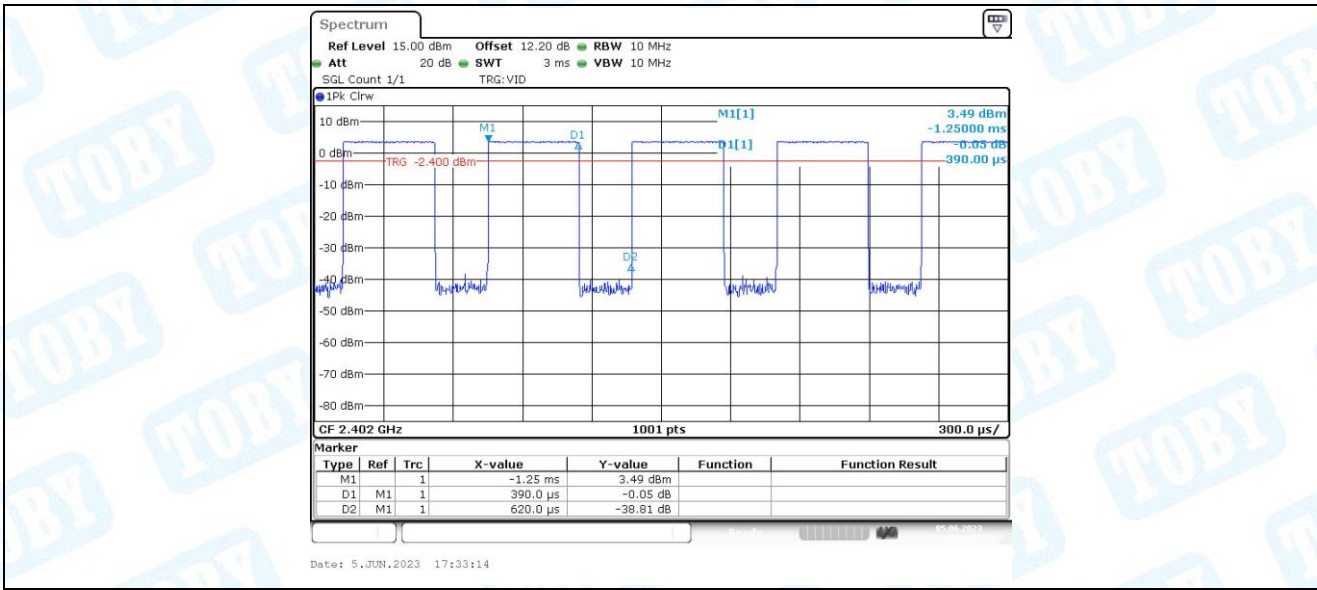 Spectrum
Ref Level 15.00 dBm Offset 12.20 dB RBW 10 MHz
Att 20 dB SWT 3 ms VBW 10 MHz
SGL Count 1/1 TRG:VID
1Pk Clrw
M1[1] 3.49 dBm
-1.25000 ms
D1[1] -0.05 dB
390.00 µs
10 dBm
M1
D1
0 dBm
TRG -2.400 dBm
-10 dBm
-20 dBm
-30 dBm
D2
-40 dBm
-50 dBm
-60 dBm
-70 dBm
-80 dBm
CF 2.402 GHz 1001 pts 300.0 µs/
Marker
Type Ref Trc X-value Y-value Function Function Result
M1 1 -1.25 ms 3.49 dBm
D1 M1 1 390.0 µs -0.05 dB
D2 M1 1 620.0 µs -38.81 dB
Ready
05.06.2023
Date: 5.JUN.2023 17:33:14
TOBY